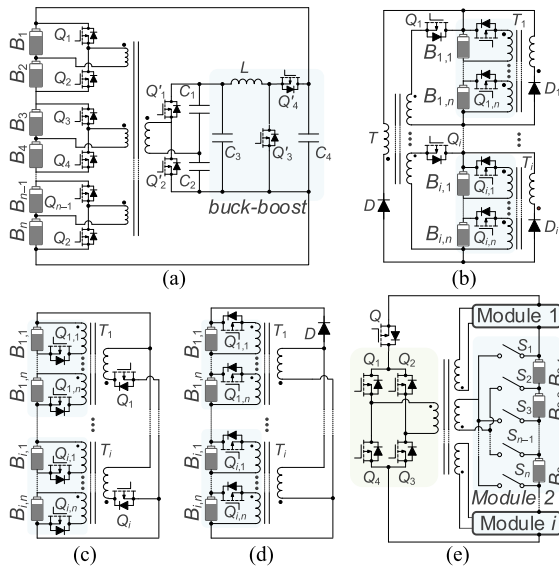 B1
Q1
B2
Q2
B3
Q3
B4
Q4
Bn−1
Qn−1
Bn
Q2
Q'1
C1
Q'2
C2
L
Q'4
C3
Q'3
C4
buck-boost
(a)
Q1
B1,1
T1
B1,n
Q1,n
D1
T
Qi
D
Bi,1
Qi,1
Ti
Bi,n
Qi,n
Di
(b)
B1,1
Q1,1
T1
B1,n
Q1,n
Q1
Bi,1
Qi,1
Ti
Bi,n
Qi,n
Qi
(c)
B1,1
Q1,1
T1
D
B1,n
Q1,n
Bi,1
Qi,1
Ti
Bi,n
Qi,n
(d)
Q
Module 1
Q1
Q2
Q4
Q3
S1
S2
S3
Sn−1
Sn
Module 2
Module i
(e)